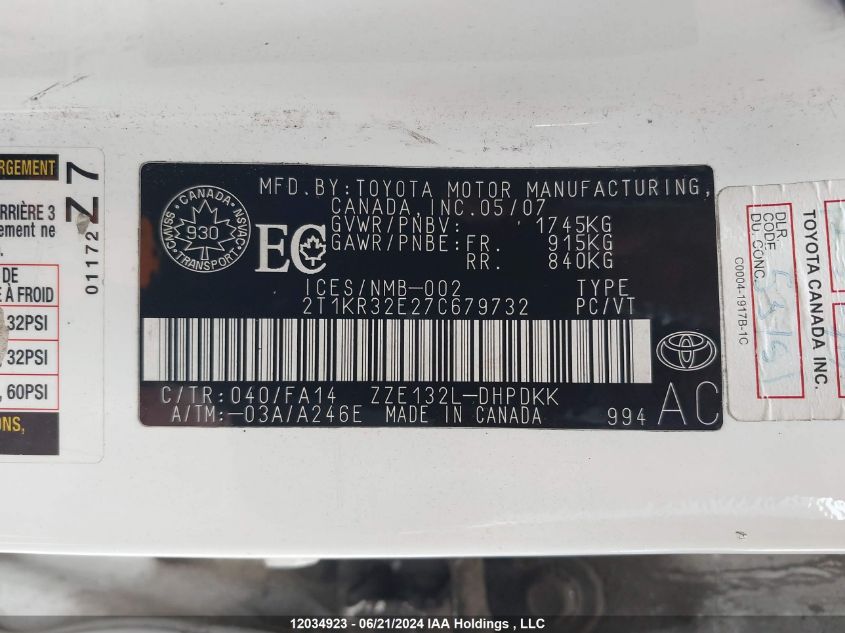 RGEMENT
RRIÈRE 3
ement ne
DE
E À FROID
32PSI
32PSI
, 60PSI
ONS,
01172
Z 7
CANADA
CMVSS
NSVAC
930
TRANSPORT
EC
MFD.BY:TOYOTA MOTOR MANUFACTURING,
CANADA,INC.05/07
GVWR/PNBV: 1745KG
GAWR/PNBE:FR. 915KG
RR. 840KG
ICES/NMB-002 TYPE
2T1KR32E27C679732 PC/VT
C/TR:040/FA14 ZZE132L-DHPDKK
A/TM:-03A/A246E MADE IN CANADA
994 AC
TOYOTA CANADA INC.
DLR.
CODE
DU. CONC.
C0004-1917B-1C
12034923 - 06/21/2024 IAA Holdings , LLC